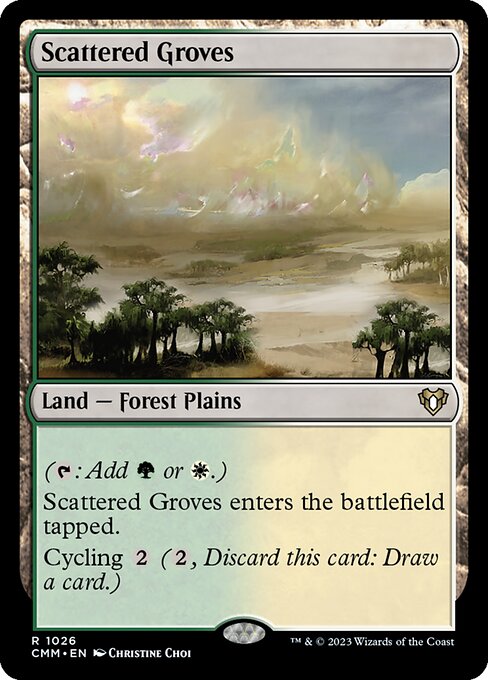 Scattered Groves
Land — Forest Plains
(: Add or .)
Scattered Groves enters the battlefield
tapped.
Cycling 2 (2, Discard this card: Draw
a card.)
R 1026
CMM • EN Christine Choi
™ & © 2023 Wizards of the Coast